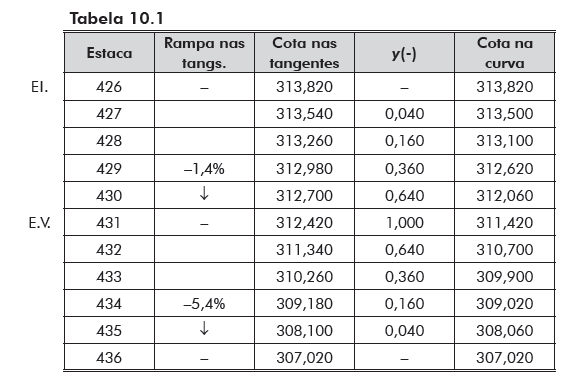 Tabela 10.1
Estaca Rampa nas tangs. Cota nas tangentes y(-) Cota na curva
EI. 426 – 313,820 – 313,820
427 313,540 0,040 313,500
428 313,260 0,160 313,100
429 –1,4% 312,980 0,360 312,620
430 ↓ 312,700 0,640 312,060
E.V. 431 – 312,420 1,000 311,420
432 311,340 0,640 310,700
433 310,260 0,360 309,900
434 –5,4% 309,180 0,160 309,020
435 ↓ 308,100 0,040 308,060
436 – 307,020 – 307,020